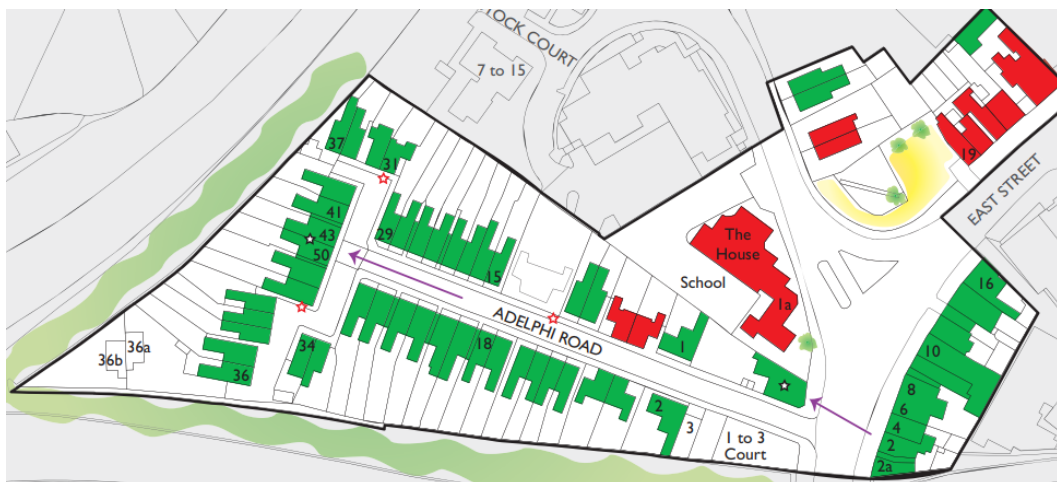 TOCK COURT
7 to 15
37
31
19
EAST STREET
41
43
50
29
15
The
House
School
1a
16
ADELPHI ROAD
18
1
34
36a
36b
36
2
3
1 to 3
Court
10
8
6
4
2
2a